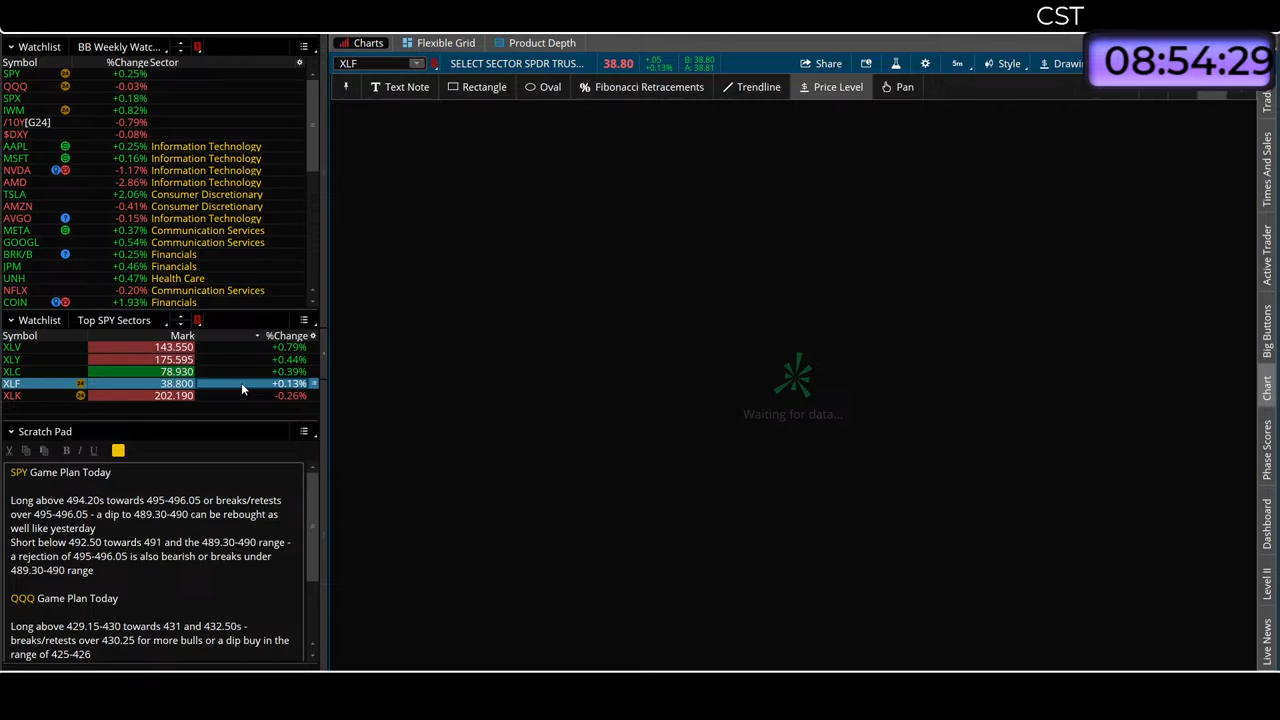 CST
08:54:29
Watchlist BB Weekly Watc...
Symbol %Change Sector
SPY +0.25%
QQQ -0.03%
SPX +0.18%
IWM +0.82%
/10Y[G24] -0.79%
$DXY -0.08%
AAPL +0.25% Information Technology
MSFT +0.16% Information Technology
NVDA -1.17% Information Technology
AMD -2.86% Information Technology
TSLA +2.06% Consumer Discretionary
AMZN -0.41% Consumer Discretionary
AVGO -0.15% Information Technology
META +0.37% Communication Services
GOOGL +0.54% Communication Services
BRK/B +0.25% Financials
JPM +0.46% Financials
UNH +0.47% Health Care
NFLX -0.20% Communication Services
COIN +1.93% Financials
Watchlist Top SPY Sectors
Symbol Mark %Change
XLV 143.550 +0.79%
XLY 175.595 +0.44%
XLC 78.930 +0.39%
XLF 38.800 +0.13%
XLK 202.190 -0.26%
Scratch Pad
B I U
SPY Game Plan Today
Long above 494.20s towards 495-496.05 or breaks/retests
over 495-496.05 - a dip to 489.30-490 can be rebought as
well like yesterday
Short below 492.50 towards 491 and the 489.30-490 range -
a rejection of 495-496.05 is also bearish or breaks under
489.30-490 range
QQQ Game Plan Today
Long above 429.15-430 towards 431 and 432.50s -
breaks/retests over 430.25 for more bulls or a dip buy in the
range of 425-426
Charts Flexible Grid Product Depth
XLF SELECT SECTOR SPDR TRUS... 38.80 +.05 +0.13% B: 38.80 A: 38.81 Share 5m Style Drawin
T Text Note Rectangle Oval Fibonacci Retracements Trendline $ Price Level Pan
Waiting for data...
Trad
Times And Sales
Active Trader
Big Buttons
Chart
Phase Scores
Dashboard
Level II
Live News